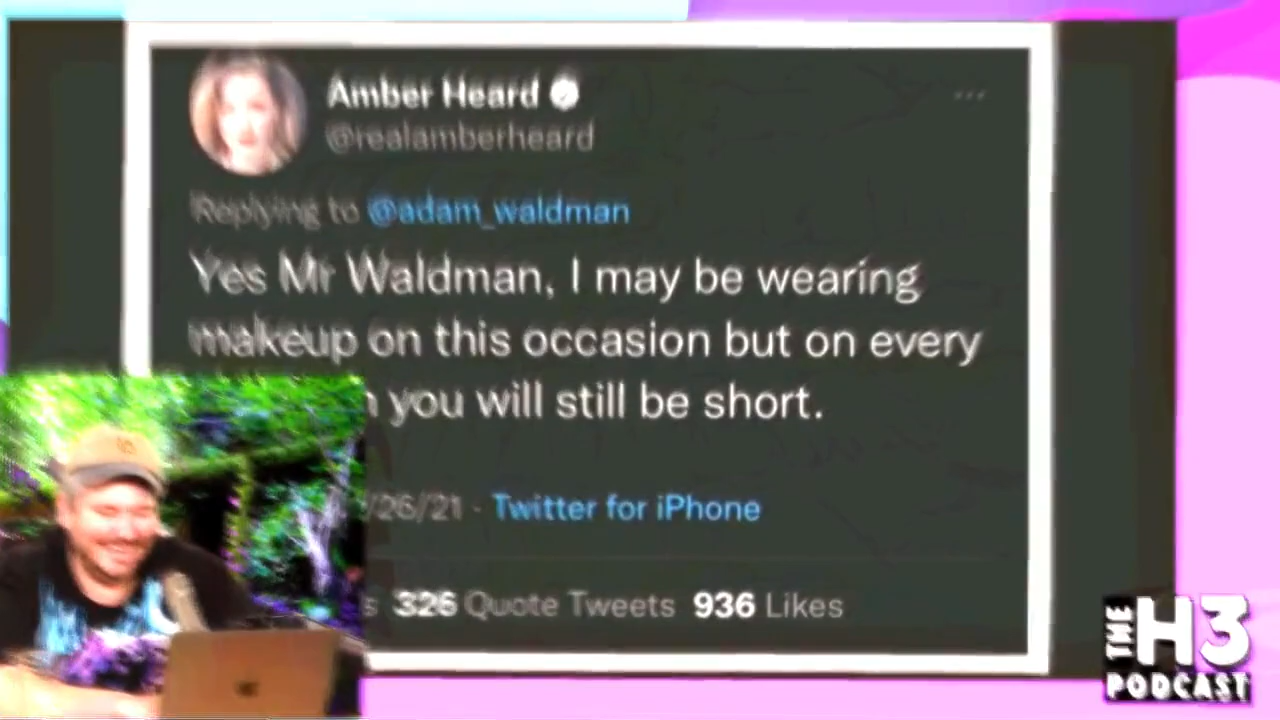 Amber Heard
@realamberheard
Replying to @adam_waldman
Yes Mr Waldman, I may be wearing
makeup on this occasion but on every
you will still be short.
/26/21 · Twitter for iPhone
326 Quote Tweets 936 Likes
THE H3
PODCAST